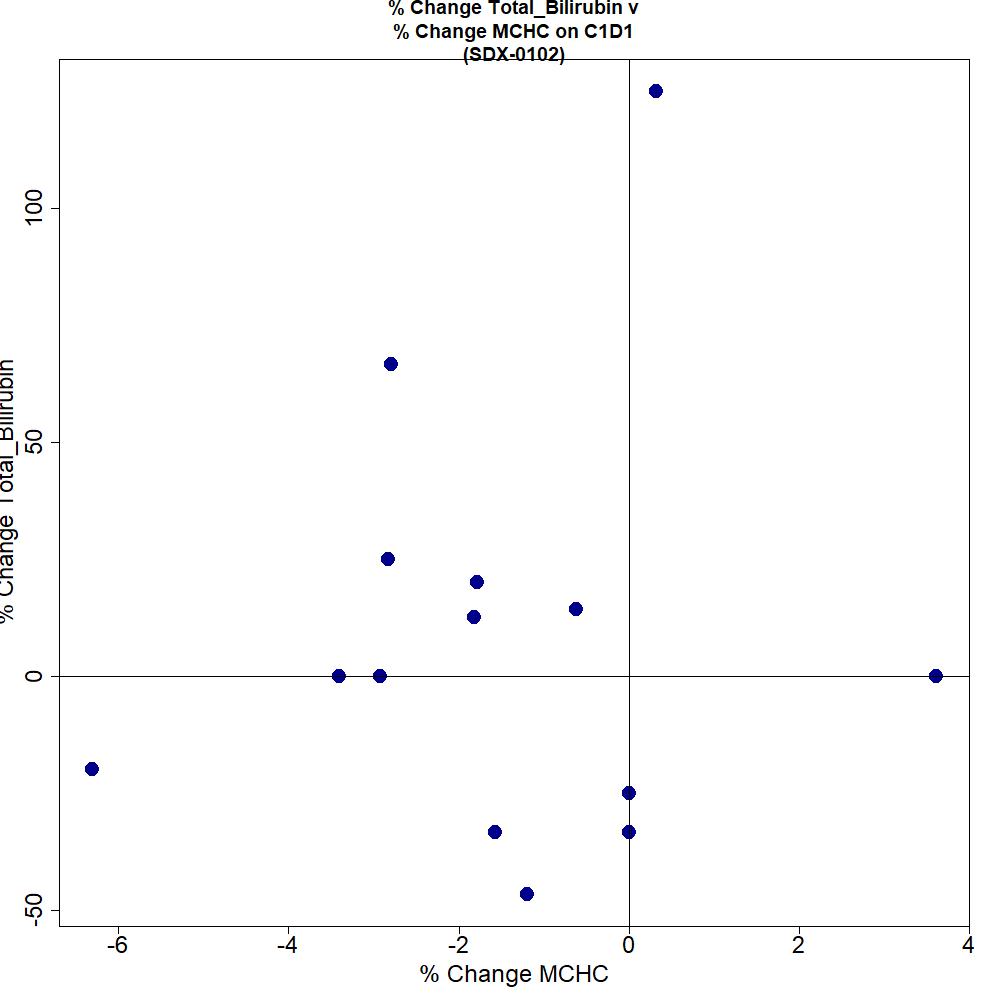 % Change Total_Bilirubin v
% Change MCHC on C1D1
(SDX-0102)
% Change Total_Bilirubin
100
50
0
-50
-6
-4
-2
0
2
4
% Change MCHC